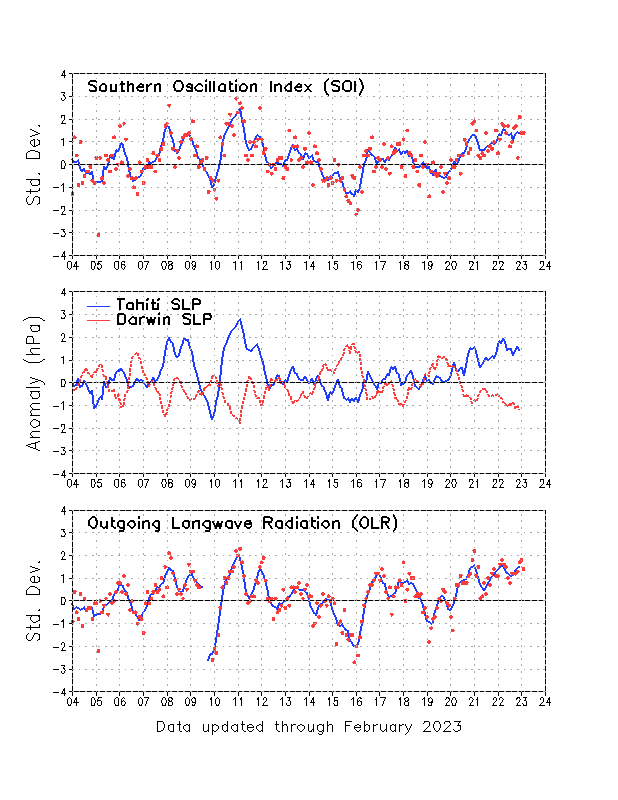 Southern Oscillation Index (SOI)
Std. Dev.
4
3
2
1
0
−1
−2
−3
−4
04 05 06 07 08 09 10 11 12 13 14 15 16 17 18 19 20 21 22 23 24
Tahiti SLP
Darwin SLP
Anomaly (hPa)
4
3
2
1
0
−1
−2
−3
−4
04 05 06 07 08 09 10 11 12 13 14 15 16 17 18 19 20 21 22 23 24
Outgoing Langwave Radiation (OLR)
Std. Dev.
4
3
2
1
0
−1
−2
−3
−4
04 05 06 07 08 09 10 11 12 13 14 15 16 17 18 19 20 21 22 23 24
Data updated through February 2023